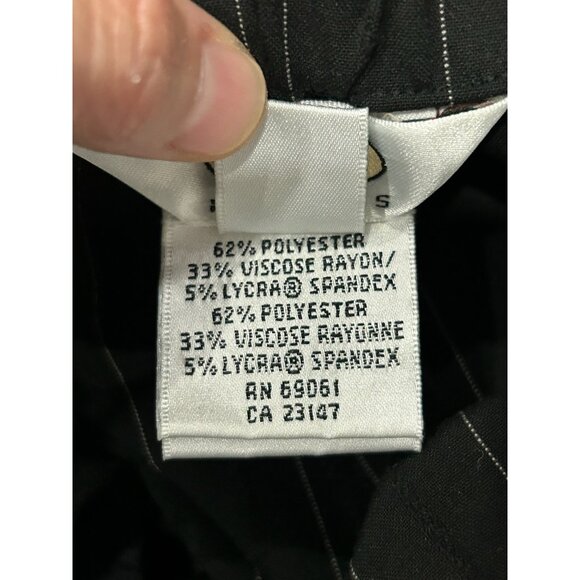 S
62% POLYESTER
33% VISCOSE RAYON/
5% LYCRA® SPANDEX
62% POLYESTER
33% VISCOSE RAYONNE
5% LYCRA® SPANDEX
RN 69061
CA 23147